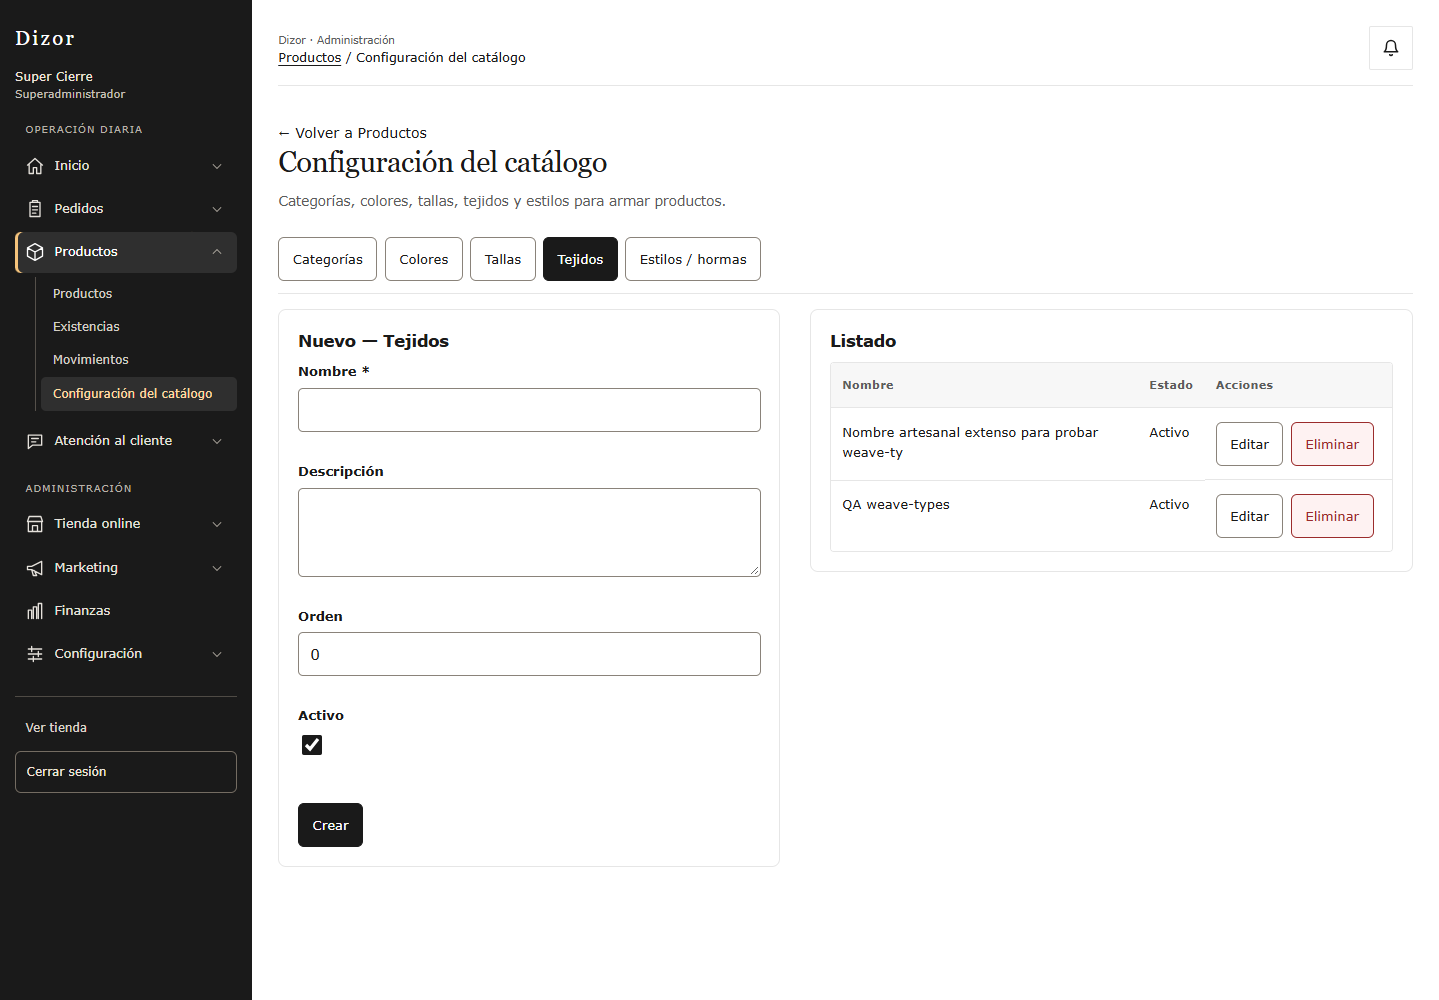 Dizor
Super Cierre
Superadministrador
OPERACIÓN DIARIA
Inicio
Pedidos
Productos
Productos
Existencias
Movimientos
Configuración del catálogo
Atención al cliente
ADMINISTRACIÓN
Tienda online
Marketing
Finanzas
Configuración
Ver tienda
Cerrar sesión
Dizor · Administración
Productos / Configuración del catálogo
← Volver a Productos
Configuración del catálogo
Categorías, colores, tallas, tejidos y estilos para armar productos.
Categorías Colores Tallas Tejidos Estilos / hormas
Nuevo — Tejidos
Nombre *
Descripción
Orden
0
Activo
Crear
Listado
Nombre Estado Acciones
Nombre artesanal extenso para probar weave-ty Activo Editar Eliminar
QA weave-types Activo Editar Eliminar